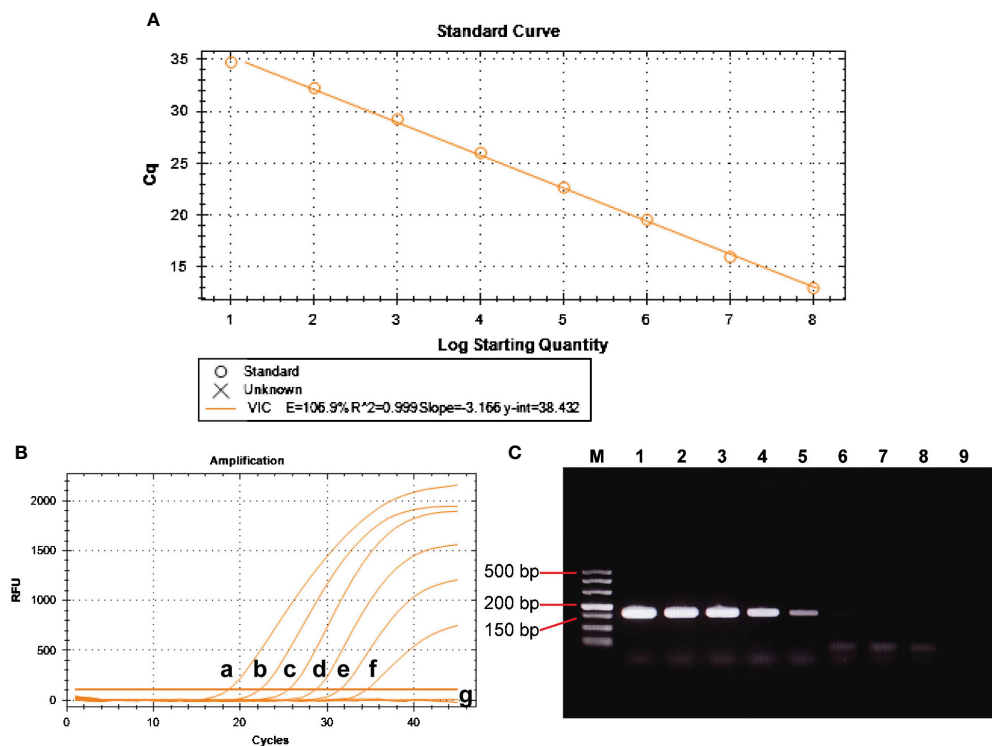 A
Standard Curve
35
30
25
20
15
Cq
1 2 3 4 5 6 7 8
Log Starting Quantity
Standard
Unknown
VIC E=106.9% R^2=0.999 Slope=-3.166 y-int=38.432
B
Amplification
2000
1500
1000
500
0
RFU
a b c d e f
g
0 10 20 30 40
Cycles
C
M 1 2 3 4 5 6 7 8 9
500 bp
200 bp
150 bp